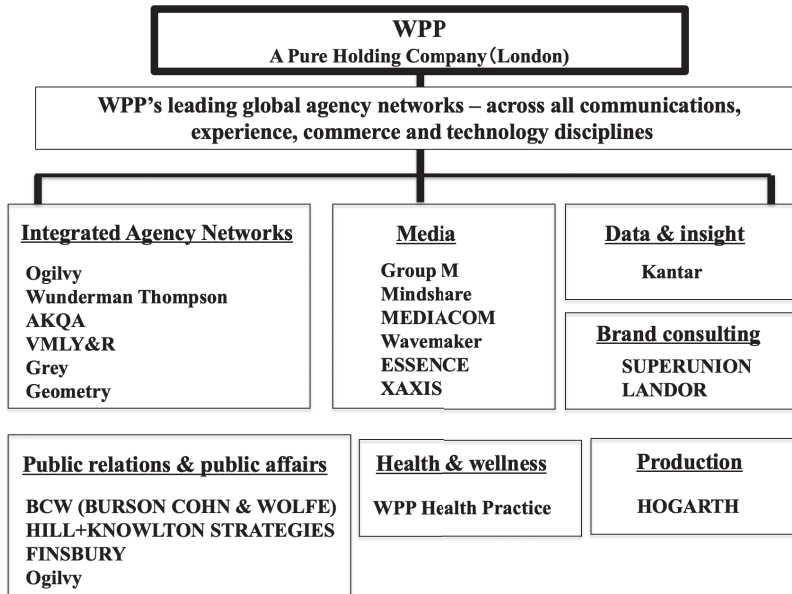 WPP
A Pure Holding Company（London）
WPP’s leading global agency networks – across all communications,
experience, commerce and technology disciplines
Integrated Agency Networks
Ogilvy
Wunderman Thompson
AKQA
VMLY&R
Grey
Geometry
Media
Group M
Mindshare
MEDIACOM
Wavemaker
ESSENCE
XAXIS
Data & insight
Kantar
Brand consulting
SUPERUNION
LANDOR
Public relations & public affairs
BCW (BURSON COHN & WOLFE)
HILL+KNOWLTON STRATEGIES
FINSBURY
Ogilvy
Health & wellness
WPP Health Practice
Production
HOGARTH